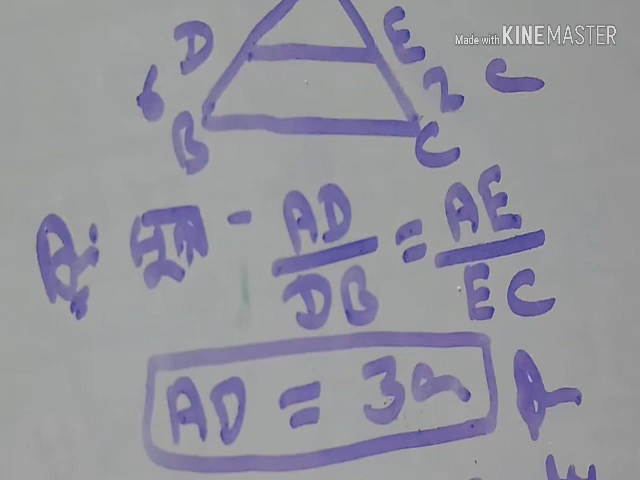 Made with KINEMASTER
D E
6 2 C
B C
AD = AE
DB EC
AD = 3